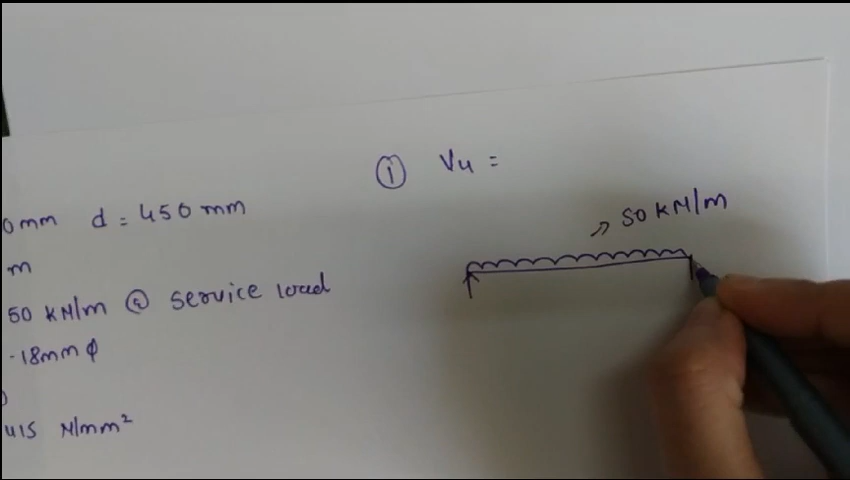 0mm d = 450 mm
m
50 KN/m @ service load
-18mm ϕ
)
415 N/mm²
① Vu =
50 KN/m